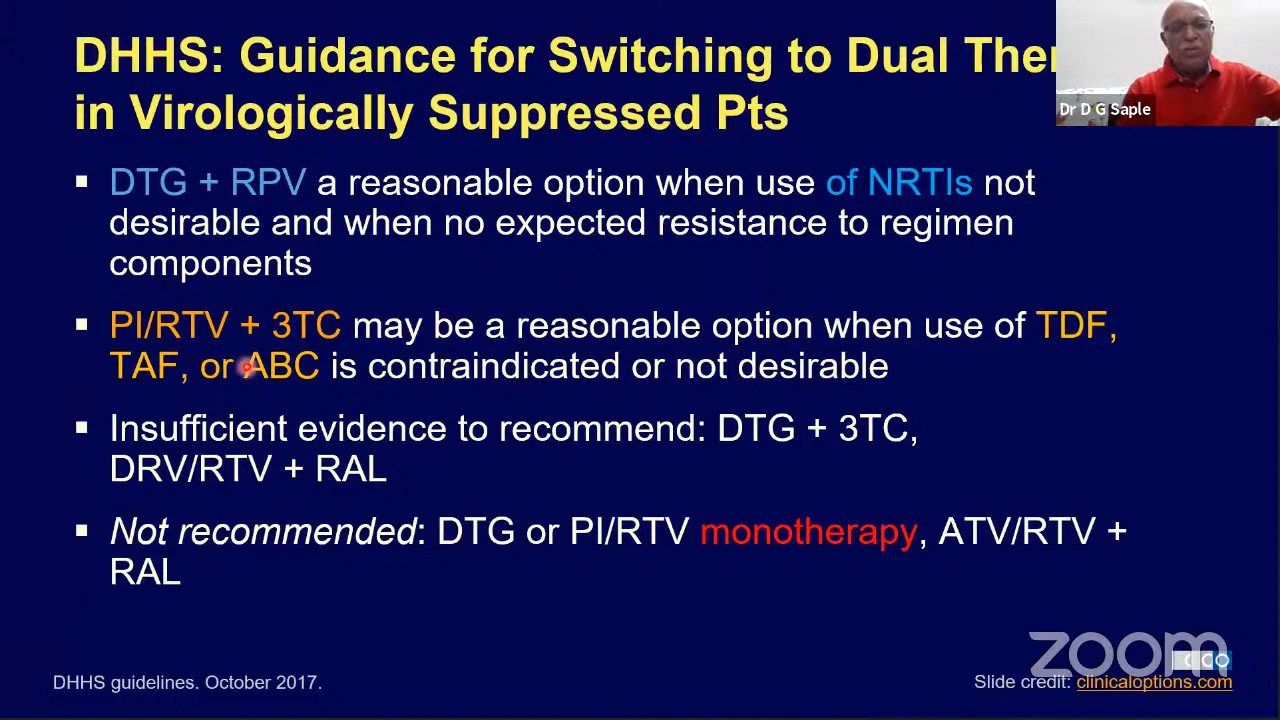 DHHS: Guidance for Switching to Dual Ther
in Virologically Suppressed Pts
Dr D G Saple
▪ DTG + RPV a reasonable option when use of NRTIs not
desirable and when no expected resistance to regimen
components
▪ PI/RTV + 3TC may be a reasonable option when use of TDF,
TAF, or ABC is contraindicated or not desirable
▪ Insufficient evidence to recommend: DTG + 3TC,
DRV/RTV + RAL
▪ Not recommended: DTG or PI/RTV monotherapy, ATV/RTV +
RAL
zoom
CCO
DHHS guidelines. October 2017.
Slide credit: clinicaloptions.com